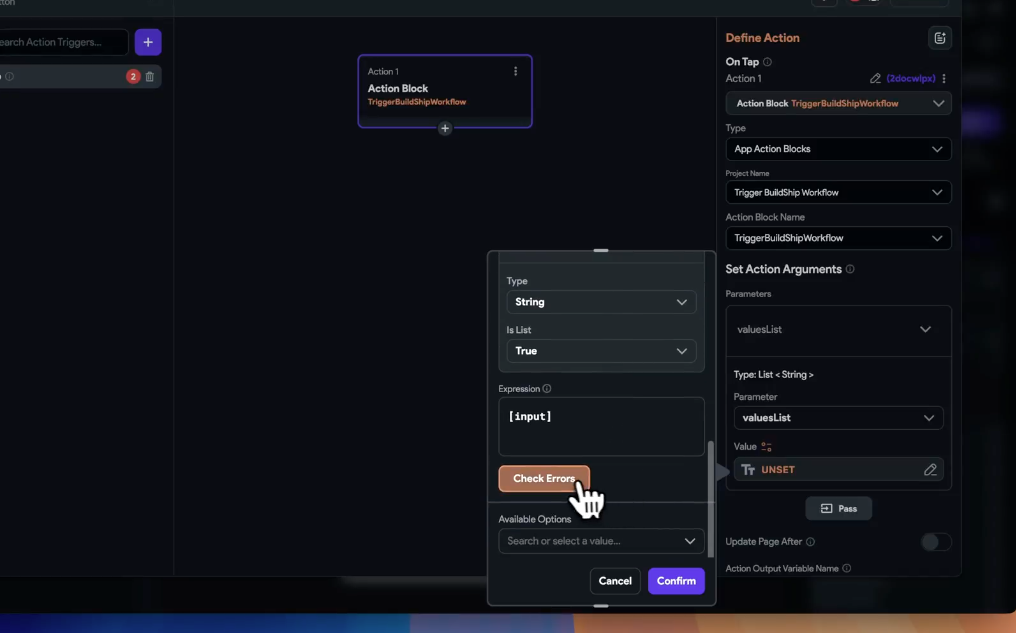 Search Action Triggers...
+
2
Action 1
Action Block
TriggerBuildShipWorkflow
+
Type
String
Is List
True
Expression
[input]
Check Errors
Available Options
Search or select a value...
Cancel
Confirm
Define Action
On Tap
Action 1
(2docwlpx)
Action Block TriggerBuildShipWorkflow
Type
App Action Blocks
Project Name
Trigger BuildShip Workflow
Action Block Name
TriggerBuildShipWorkflow
Set Action Arguments
Parameters
valuesList
Type: List < String >
Parameter
valuesList
Value
Tт UNSET
Pass
Update Page After
Action Output Variable Name